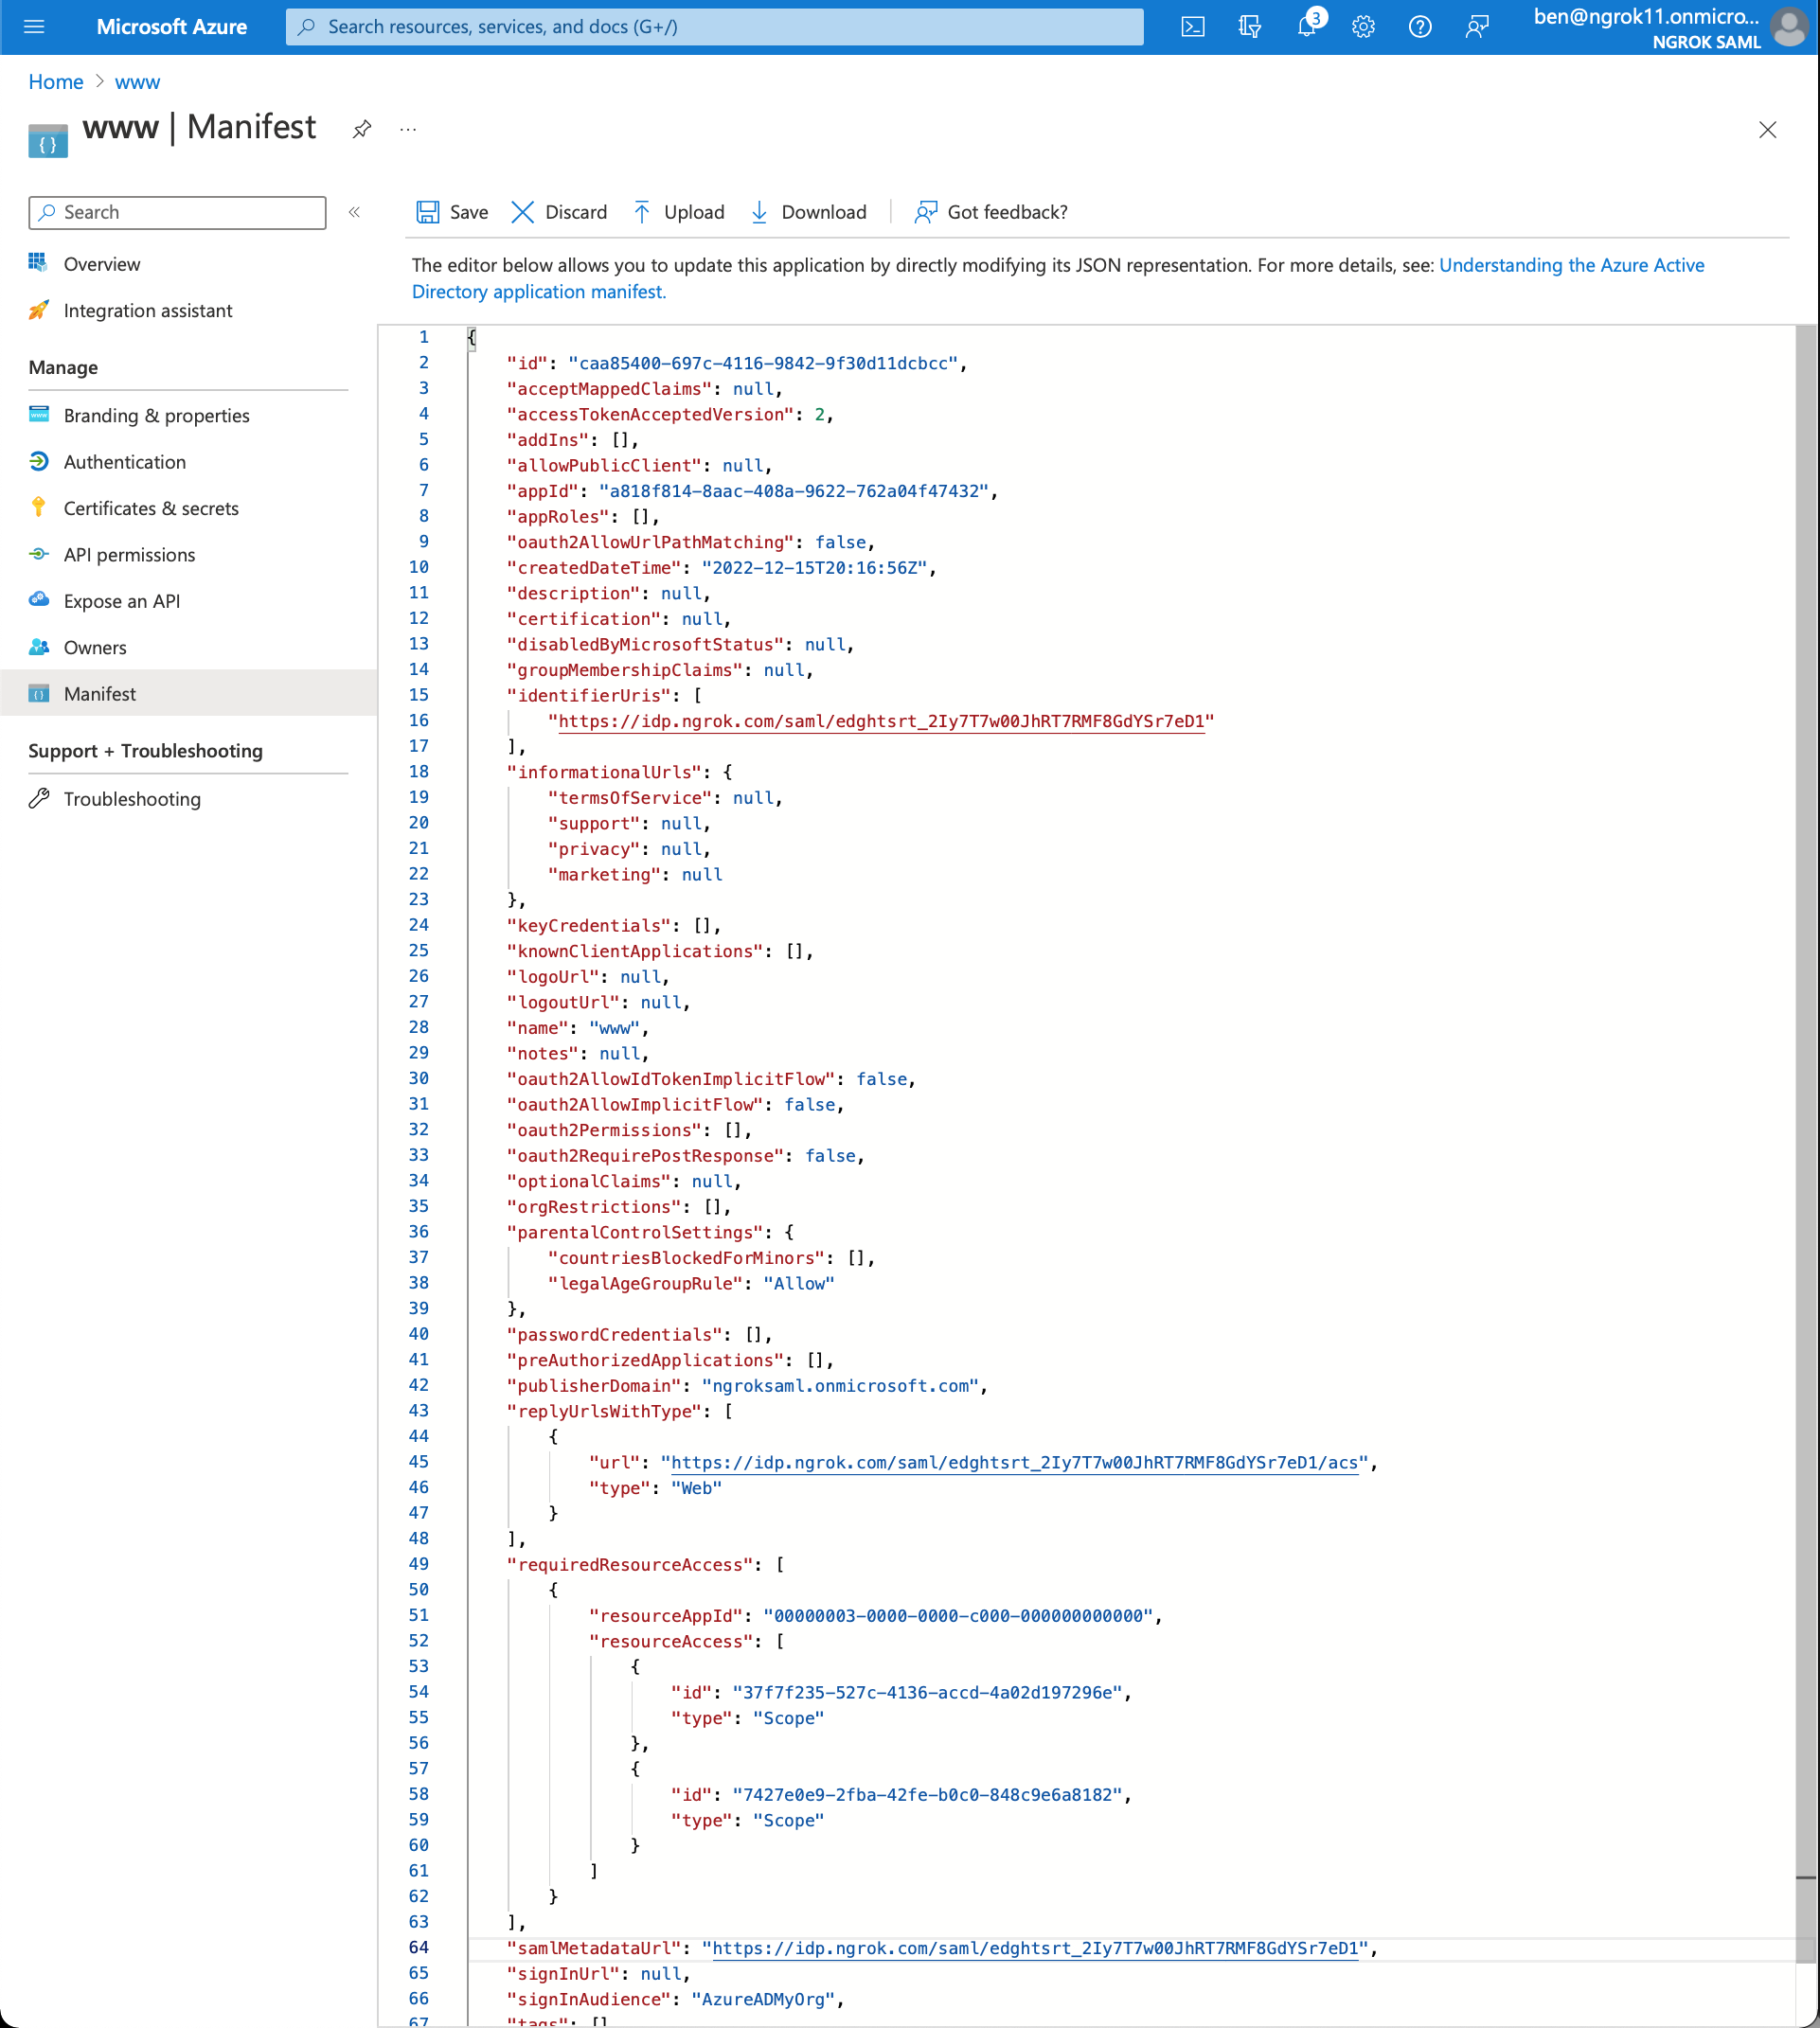 Microsoft Azure
Search resources, services, and docs (G+/)
3
ben@ngrok11.onmicro...
NGROK SAML
Home > www
www | Manifest
...
Search
«
Overview
Integration assistant
Manage
Branding & properties
Authentication
Certificates & secrets
API permissions
Expose an API
Owners
Manifest
Support + Troubleshooting
Troubleshooting
Save Discard Upload Download Got feedback?
The editor below allows you to update this application by directly modifying its JSON representation. For more details, see: Understanding the Azure Active
Directory application manifest.
1 {
2 "id": "caa85400-697c-4116-9842-9f30d11dcbcc",
3 "acceptMappedClaims": null,
4 "accessTokenAcceptedVersion": 2,
5 "addIns": [],
6 "allowPublicClient": null,
7 "appId": "a818f814-8aac-408a-9622-762a04f47432",
8 "appRoles": [],
9 "oauth2AllowUrlPathMatching": false,
10 "createdDateTime": "2022-12-15T20:16:56Z",
11 "description": null,
12 "certification": null,
13 "disabledByMicrosoftStatus": null,
14 "groupMembershipClaims": null,
15 "identifierUris": [
16 "https://idp.ngrok.com/saml/edghtsrt_2Iy7T7w00JhRT7RMF8GdYSr7eD1"
17 ],
18 "informationalUrls": {
19 "termsOfService": null,
20 "support": null,
21 "privacy": null,
22 "marketing": null
23 },
24 "keyCredentials": [],
25 "knownClientApplications": [],
26 "logoUrl": null,
27 "logoutUrl": null,
28 "name": "www",
29 "notes": null,
30 "oauth2AllowIdTokenImplicitFlow": false,
31 "oauth2AllowImplicitFlow": false,
32 "oauth2Permissions": [],
33 "oauth2RequirePostResponse": false,
34 "optionalClaims": null,
35 "orgRestrictions": [],
36 "parentalControlSettings": {
37 "countriesBlockedForMinors": [],
38 "legalAgeGroupRule": "Allow"
39 },
40 "passwordCredentials": [],
41 "preAuthorizedApplications": [],
42 "publisherDomain": "ngroksaml.onmicrosoft.com",
43 "replyUrlsWithType": [
44 {
45 "url": "https://idp.ngrok.com/saml/edghtsrt_2Iy7T7w00JhRT7RMF8GdYSr7eD1/acs",
46 "type": "Web"
47 }
48 ],
49 "requiredResourceAccess": [
50 {
51 "resourceAppId": "00000003-0000-0000-c000-000000000000",
52 "resourceAccess": [
53 {
54 "id": "37f7f235-527c-4136-accd-4a02d197296e",
55 "type": "Scope"
56 },
57 {
58 "id": "7427e0e9-2fba-42fe-b0c0-848c9e6a8182",
59 "type": "Scope"
60 }
61 ]
62 }
63 ],
64 "samlMetadataUrl": "https://idp.ngrok.com/saml/edghtsrt_2Iy7T7w00JhRT7RMF8GdYSr7eD1",
65 "signInUrl": null,
66 "signInAudience": "AzureADMyOrg",
67 "tags": []